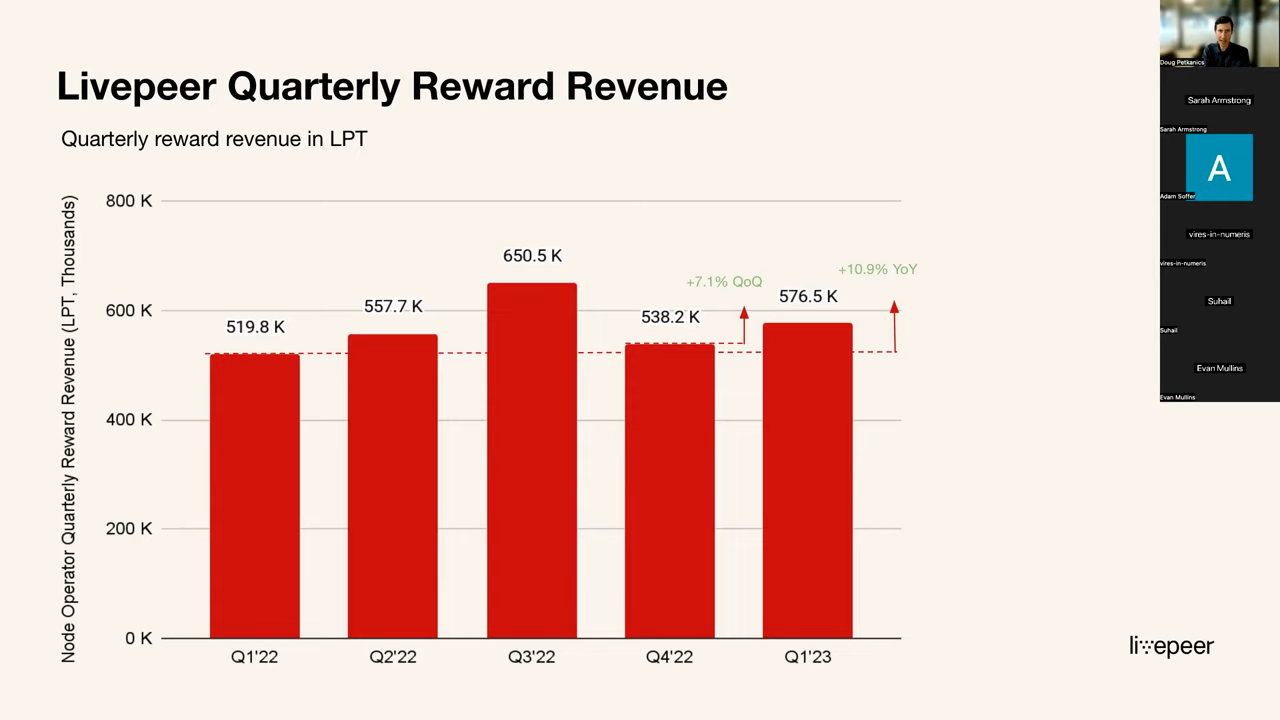 Livepeer Quarterly Reward Revenue
Quarterly reward revenue in LPT
Node Operator Quarterly Reward Revenue (LPT, Thousands)
800 K
600 K
400 K
200 K
0 K
519.8 K
557.7 K
650.5 K
538.2 K
576.5 K
+7.1% QoQ
+10.9% YoY
Q1'22
Q2'22
Q3'22
Q4'22
Q1'23
livepeer
Doug Petkanics
Sarah Armstrong
Sarah Armstrong
A
Adam Soffer
vires-in-numeris
vires-in-numeris
Suhail
Suhail
Evan Mullins
Evan Mullins